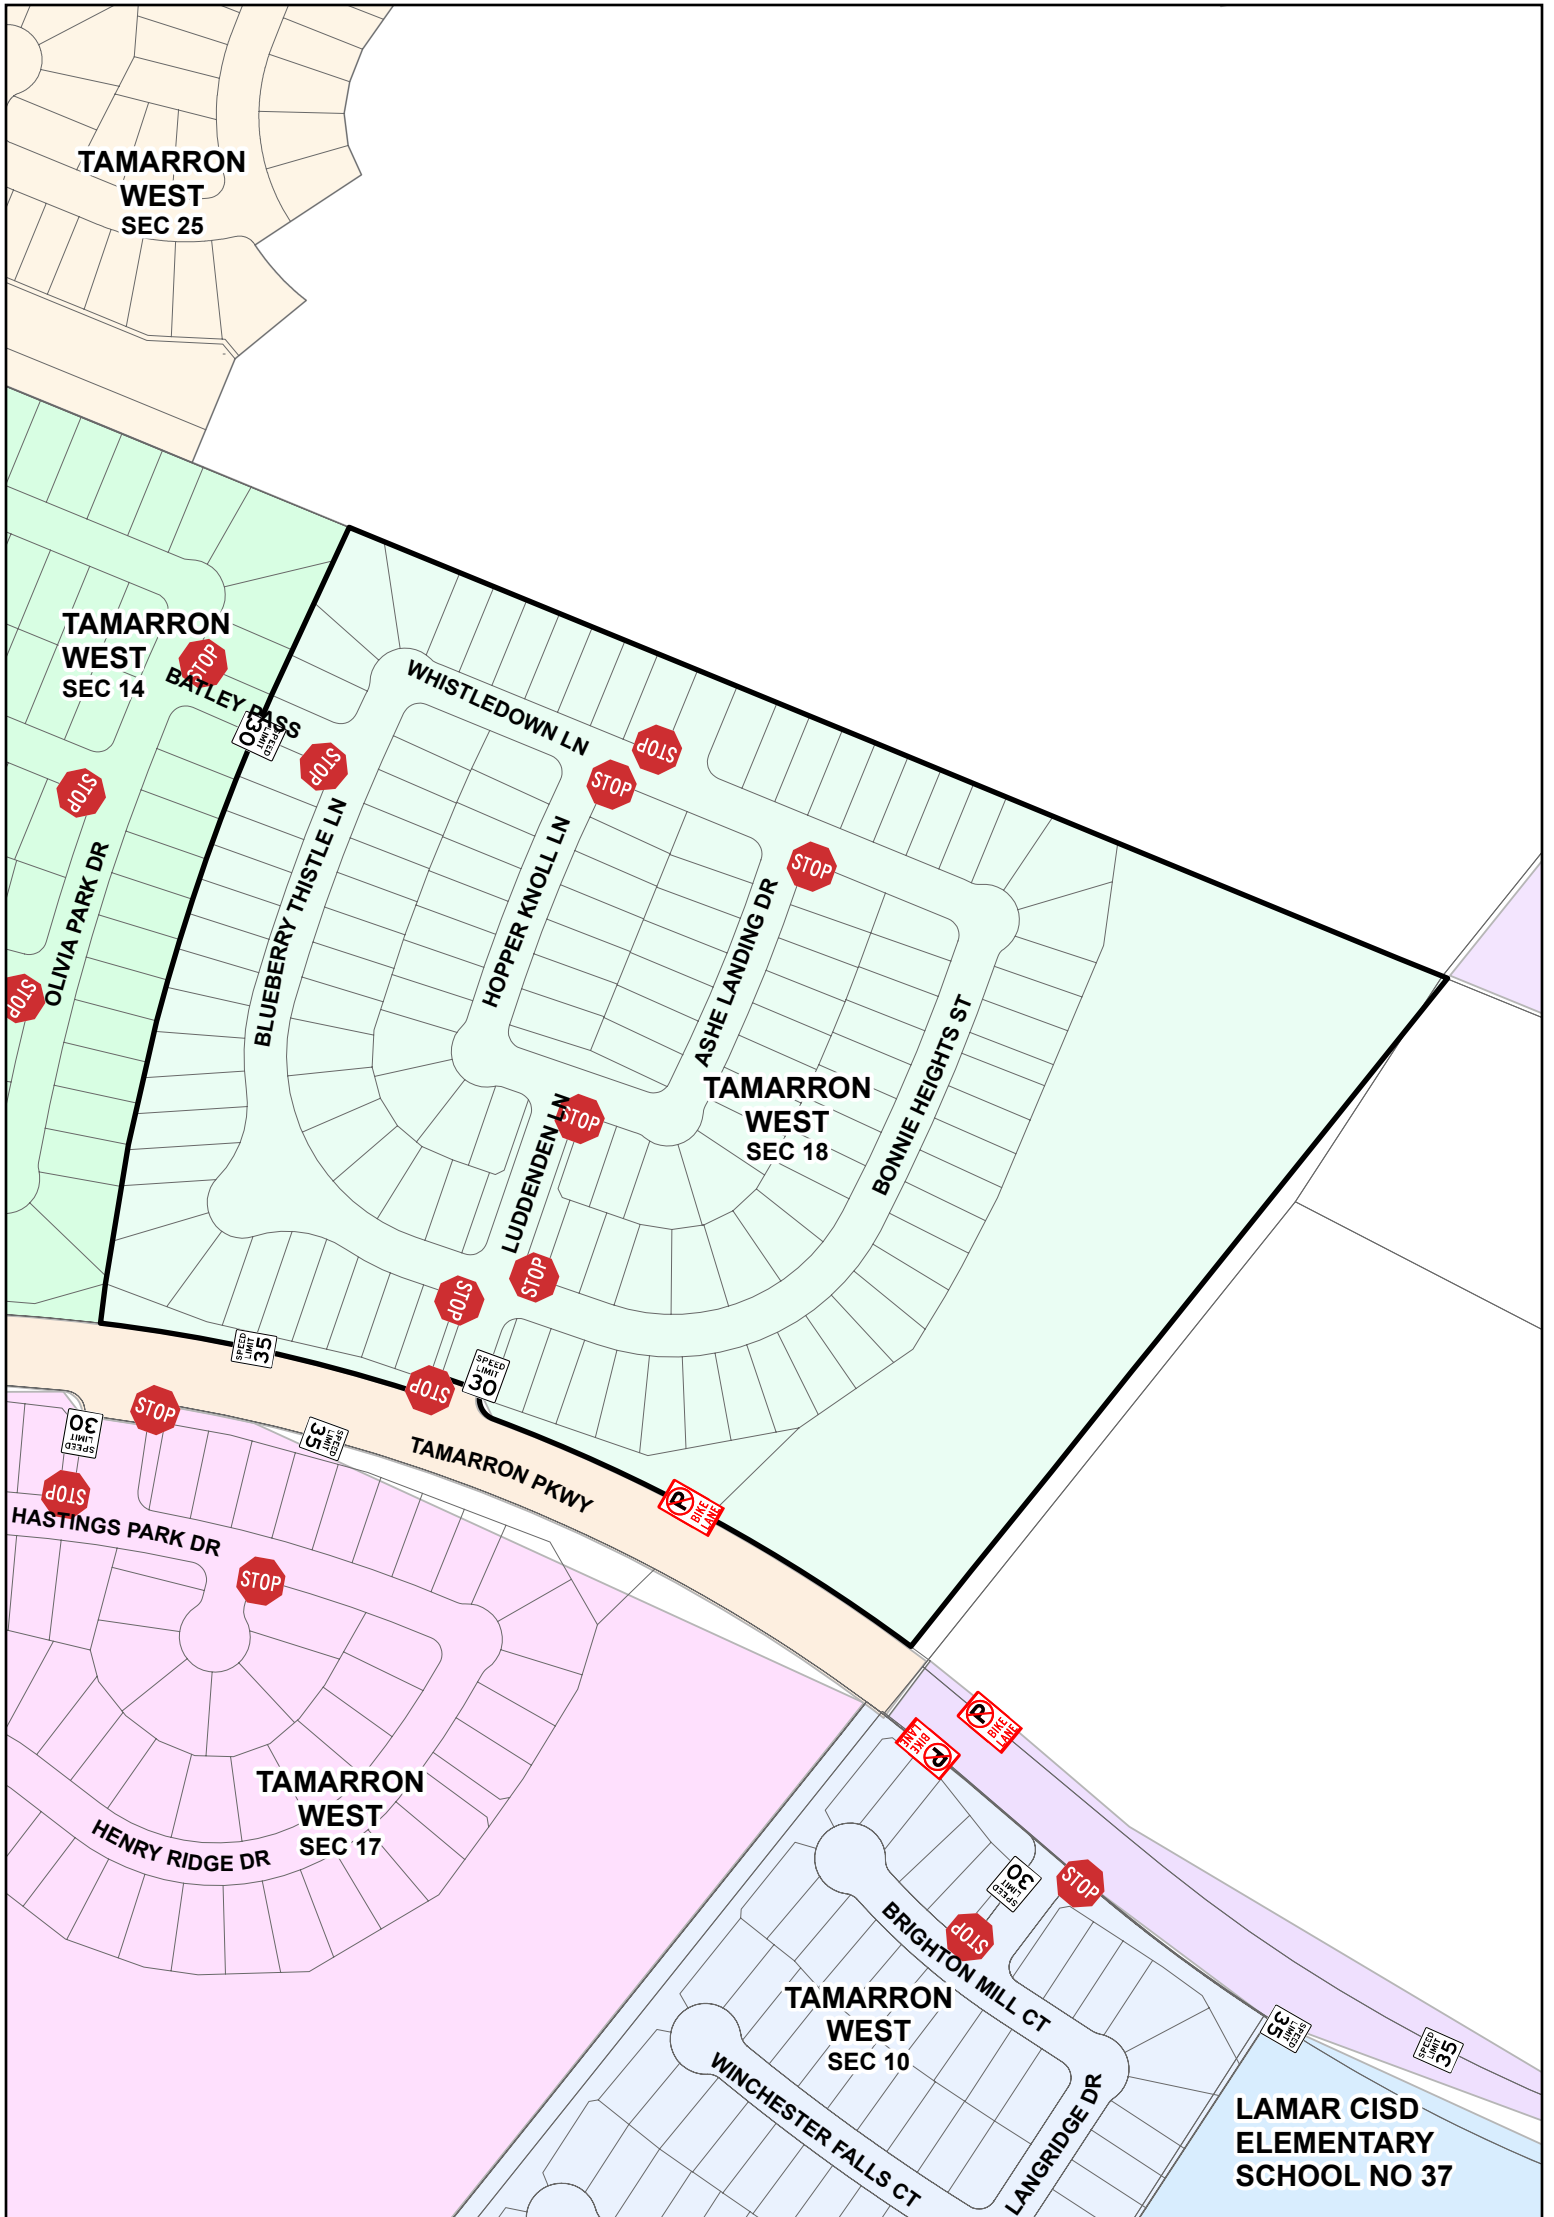 TAMARRON
WEST
SEC 25
TAMARRON
WEST
SEC 14
STOP
BATLEY PASS
SPEED
LIMIT
30
STOP
WHISTLEDOWN LN
STOP
STOP
STOP
STOP
OLIVIA PARK DR
STOP
BLUEBERRY THISTLE LN
HOPPER KNOLL LN
ASHE LANDING DR
BONNIE HEIGHTS ST
TAMARRON
WEST
SEC 18
STOP
LUDDENDEN LN
STOP
STOP
SPEED
LIMIT
35
SPEED
LIMIT
30
STOP
STOP
SPEED
LIMIT
30
SPEED
LIMIT
35
TAMARRON PKWY
STOP
HASTINGS PARK DR
P
BIKE
LANE
STOP
P
BIKE
LANE
P
BIKE
LANE
TAMARRON
WEST
SEC 17
HENRY RIDGE DR
SPEED
LIMIT
30
STOP
STOP
BRIGHTON MILL CT
TAMARRON
WEST
SEC 10
SPEED
LIMIT
35
SPEED
LIMIT
35
WINCHESTER FALLS CT
LANGRIDGE DR
LAMAR CISD
ELEMENTARY
SCHOOL NO 37